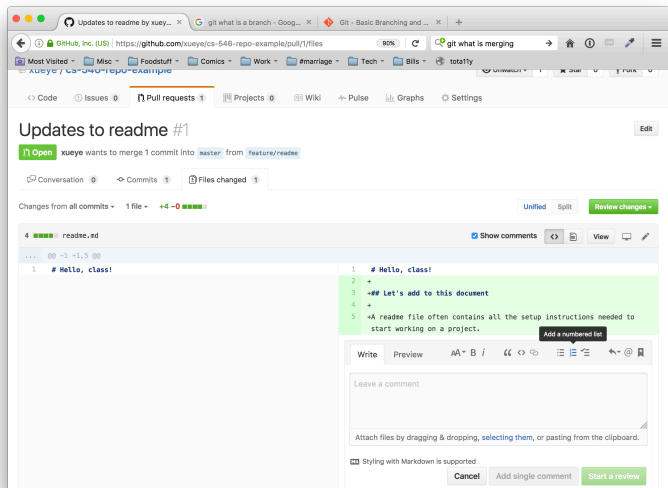 Updates to readme by xuey... ×
git what is a branch - Goog... ×
Git - Basic Branching and ... ×
+
GitHub, Inc. (US) https://github.com/xueye/cs-546-repo-example/pull/1/files 90% git what is merging
Most Visited Misc Foodstuff Comics Work #marriage Tech Bills tota11y
xueye / cs-546-repo-example Unwatch 1 Star 0 Fork 0
Code Issues 0 Pull requests 1 Projects 0 Wiki Pulse Graphs Settings
Updates to readme #1 Edit
Open xueye wants to merge 1 commit into master from feature/readme
Conversation 0 Commits 1 Files changed 1
Changes from all commits 1 file +4 −0 Unified Split Review changes
4 readme.md Show comments <> View
... @@ -1 +1,5 @@
1 # Hello, class! 1 # Hello, class!
2 +
3 +## Let's add to this document
4 +
5 +A readme file often contains all the setup instructions needed to
start working on a project.
Add a numbered list
Write Preview AA B i “ <> @
Leave a comment
Attach files by dragging & dropping, selecting them, or pasting from the clipboard.
Styling with Markdown is supported
Cancel Add single comment Start a review